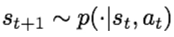 s_{t+1} ∼ p(·|s_t, a_t)